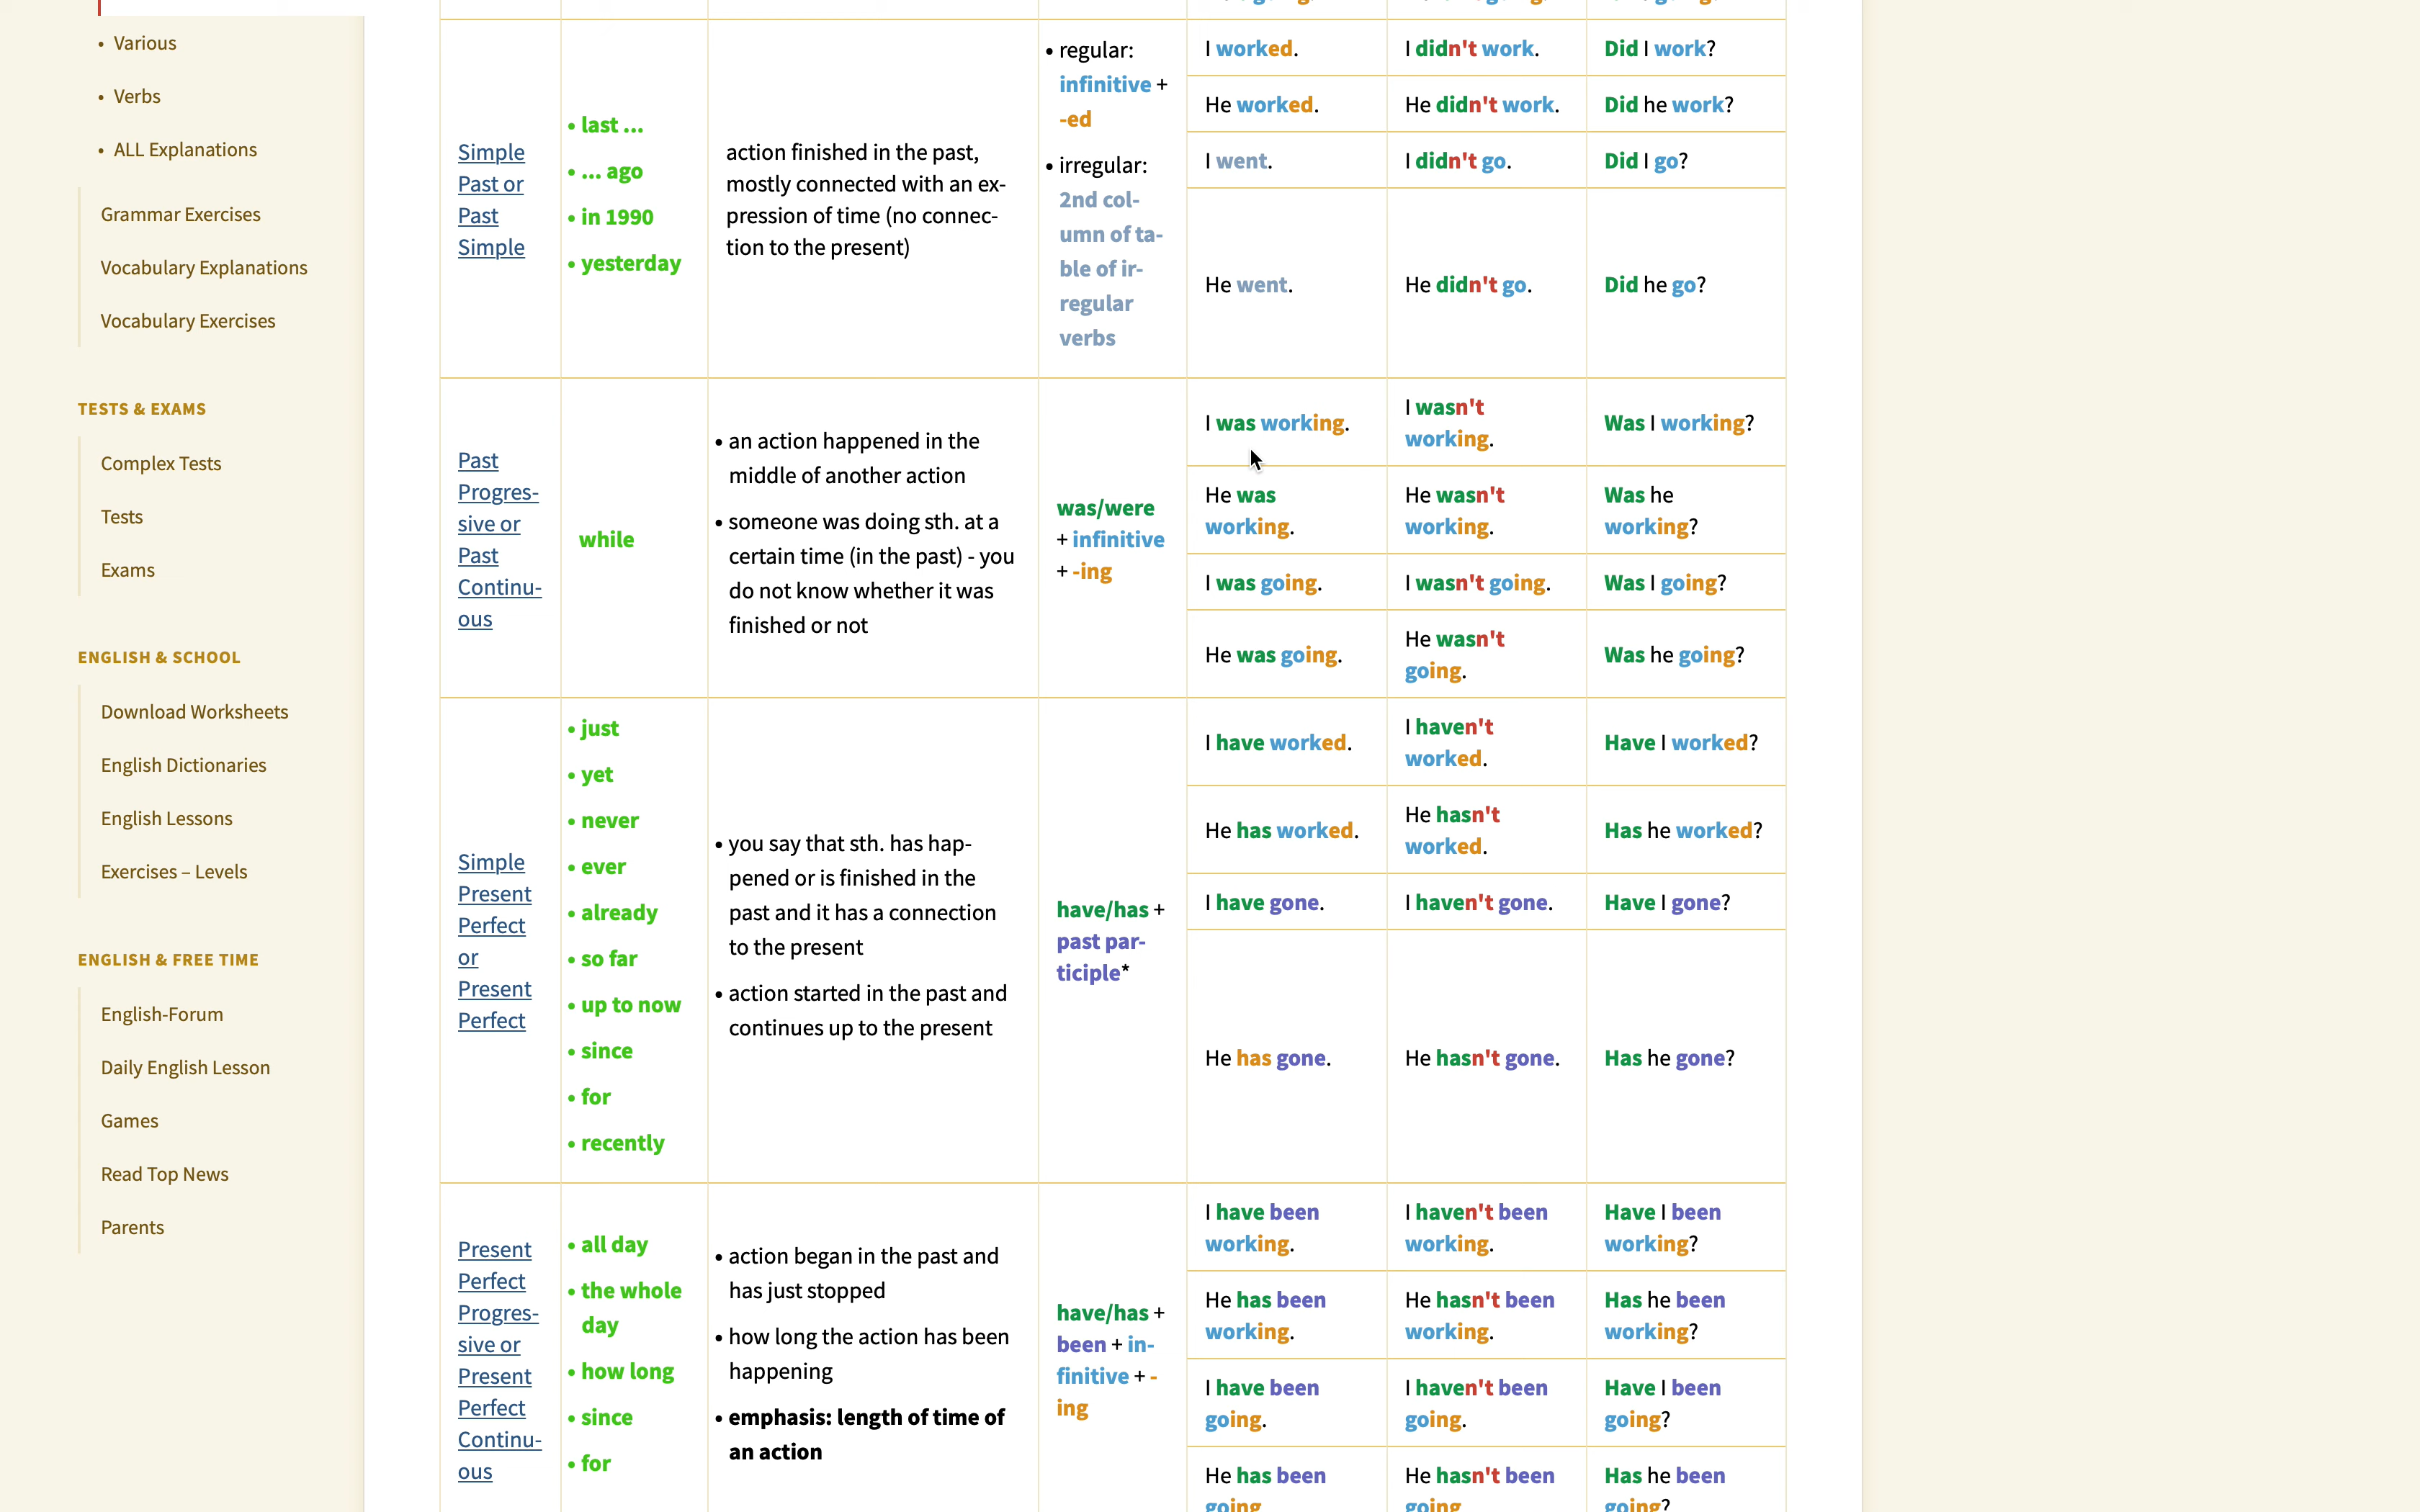 • Various
• Verbs
• ALL Explanations
Grammar Exercises
Vocabulary Explanations
Vocabulary Exercises
TESTS & EXAMS
Complex Tests
Tests
Exams
ENGLISH & SCHOOL
Download Worksheets
English Dictionaries
English Lessons
Exercises – Levels
ENGLISH & FREE TIME
English-Forum
Daily English Lesson
Games
Read Top News
Parents
Simple
Past or
Past
Simple
• last ...
• ... ago
• in 1990
• yesterday
action finished in the past,
mostly connected with an ex-
pression of time (no connec-
tion to the present)
• regular:
infinitive +
-ed
• irregular:
2nd col-
umn of ta-
ble of ir-
regular
verbs
I worked.
I didn't work.
Did I work?
He worked.
He didn't work.
Did he work?
I went.
I didn't go.
Did I go?
He went.
He didn't go.
Did he go?
Past
Progres-
sive or
Past
Continu-
ous
while
• an action happened in the
middle of another action
• someone was doing sth. at a
certain time (in the past) - you
do not know whether it was
finished or not
was/were
+ infinitive
+ -ing
I was working.
I wasn't
working.
Was I working?
He was
working.
He wasn't
working.
Was he
working?
I was going.
I wasn't going.
Was I going?
He was going.
He wasn't
going.
Was he going?
Simple
Present
Perfect
or
Present
Perfect
• just
• yet
• never
• ever
• already
• so far
• up to now
• since
• for
• recently
• you say that sth. has hap-
pened or is finished in the
past and it has a connection
to the present
• action started in the past and
continues up to the present
have/has +
past par-
ticiple*
I have worked.
I haven't
worked.
Have I worked?
He has worked.
He hasn't
worked.
Has he worked?
I have gone.
I haven't gone.
Have I gone?
He has gone.
He hasn't gone.
Has he gone?
Present
Perfect
Progres-
sive or
Present
Perfect
Continu-
ous
• all day
• the whole
day
• how long
• since
• for
• action began in the past and
has just stopped
• how long the action has been
happening
• emphasis: length of time of
an action
have/has +
been + in-
finitive + -
ing
I have been
working.
I haven't been
working.
Have I been
working?
He has been
working.
He hasn't been
working.
Has he been
working?
I have been
going.
I haven't been
going.
Have I been
going?
He has been
going
He hasn't been
going
Has he been
going?